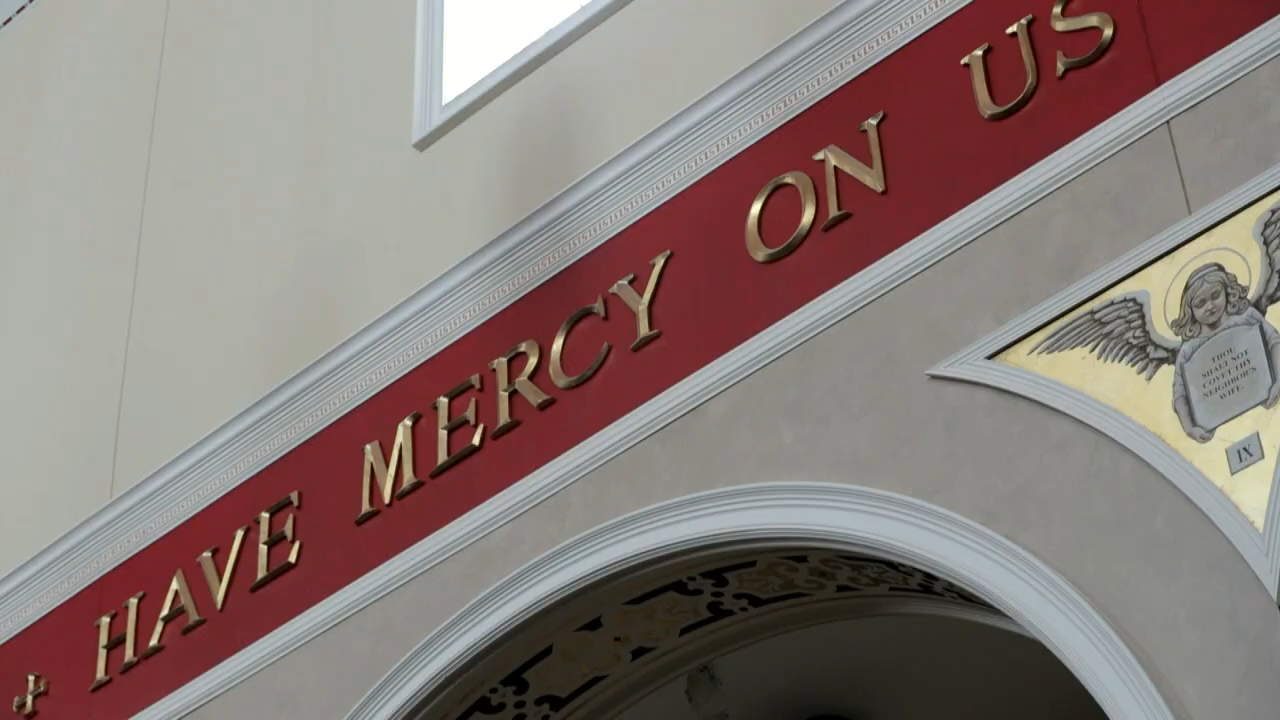 HAVE MERCY ON US
THOU
SHALT NOT
COVET THY
NEIGHBOR'S
WIFE.
IX